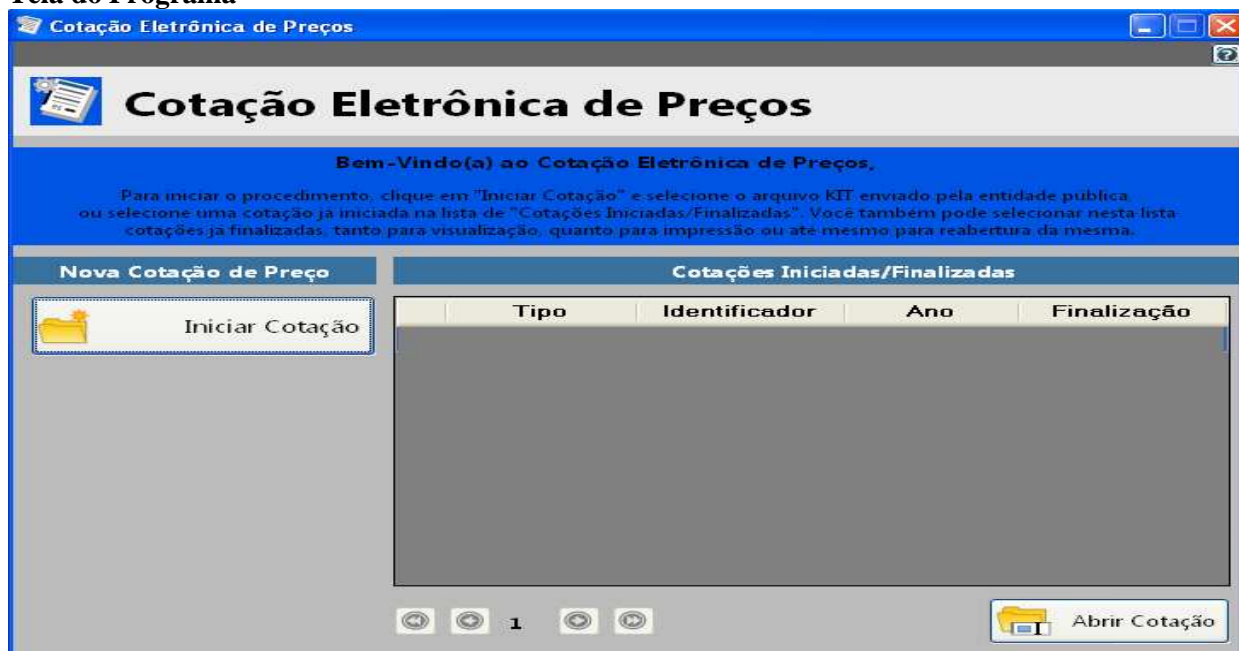 Tela do Programa
Cotação Eletrônica de Preços
Cotação Eletrônica de Preços
Bem-Vindo(a) ao Cotação Eletrônica de Preços,
Para iniciar o procedimento, clique em "Iniciar Cotação" e selecione o arquivo KIT enviado pela entidade pública,
ou selecione uma cotação já iniciada na lista de "Cotações Iniciadas/Finalizadas". Você também pode selecionar nesta lista
cotações ja finalizadas, tanto para visualização, quanto para impressão ou até mesmo para reabertura da mesma.
Nova Cotação de Preço
Cotações Iniciadas/Finalizadas
Iniciar Cotação
Tipo Identificador Ano Finalização
1
Abrir Cotação